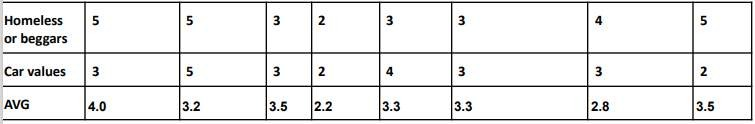 Homeless or beggars 5 5 3 2 3 3 4 5
Car values 3 5 3 2 4 3 3 2
AVG 4.0 3.2 3.5 2.2 3.3 3.3 2.8 3.5